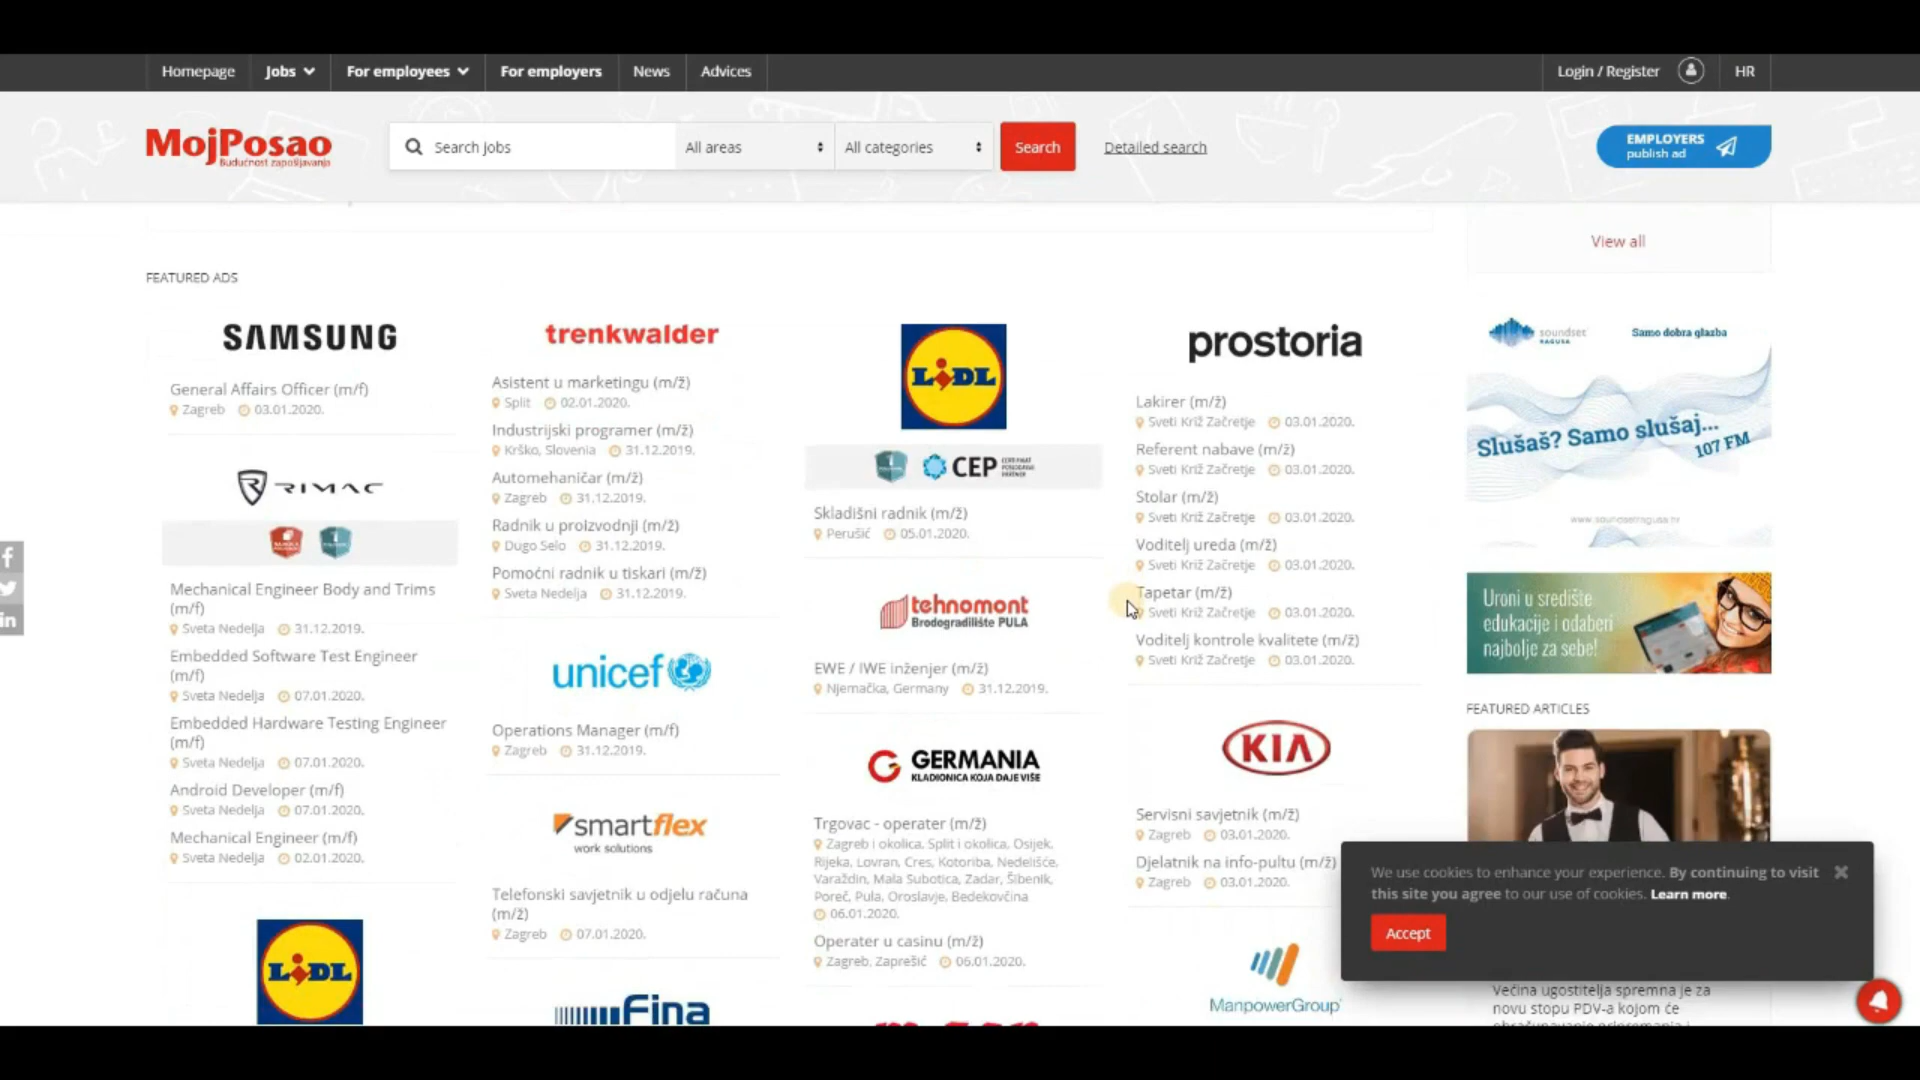 Homepage
Jobs
For employees
For employers
News
Advices
Login / Register
HR
MojPosao
Budućnost zapošljavanja
Search jobs
All areas
All categories
Search
Detailed search
EMPLOYERS
publish ad
FEATURED ADS
SAMSUNG
General Affairs Officer (m/f)
Zagreb 03.01.2020.
RIMAC
Mechanical Engineer Body and Trims
(m/f)
Sveta Nedelja 31.12.2019.
Embedded Software Test Engineer
(m/f)
Sveta Nedelja 07.01.2020.
Embedded Hardware Testing Engineer
(m/f)
Sveta Nedelja 07.01.2020.
Android Developer (m/f)
Sveta Nedelja 07.01.2020.
Mechanical Engineer (m/f)
Sveta Nedelja 02.01.2020.
LIDL
trenkwalder
Asistent u marketingu (m/ž)
Split 02.01.2020.
Industrijski programer (m/ž)
Krško, Slovenia 31.12.2019.
Automehaničar (m/ž)
Zagreb 31.12.2019.
Radnik u proizvodnji (m/ž)
Dugo Selo 31.12.2019.
Pomoćni radnik u tiskari (m/ž)
Sveta Nedelja 31.12.2019.
unicef
Operations Manager (m/f)
Zagreb 31.12.2019.
smartflex
work solutions
Telefonski savjetnik u odjelu računa
(m/ž)
Zagreb 07.01.2020.
Fina
LIDL
CEP
Skladišni radnik (m/ž)
Perušić 05.01.2020.
tehnomont
Brodogradilište PULA
EWE / IWE inženjer (m/ž)
Njemačka, Germany 31.12.2019.
GERMANIA
KLADIONICA KOJA DAJE VIŠE
Trgovac - operater (m/ž)
Zagreb i okolica, Split i okolica, Osijek,
Rijeka, Lovran, Cres, Kotoriba, Nedelišće,
Varaždin, Mala Subotica, Zadar, Šibenik,
Poreč, Pula, Oroslavje, Bedekovčina
06.01.2020.
Operater u casinu (m/ž)
Zagreb, Zaprešić 06.01.2020.
prostoria
Lakirer (m/ž)
Sveti Križ Začretje 03.01.2020.
Referent nabave (m/ž)
Sveti Križ Začretje 03.01.2020.
Stolar (m/ž)
Sveti Križ Začretje 03.01.2020.
Voditelj ureda (m/ž)
Sveti Križ Začretje 03.01.2020.
Tapetar (m/ž)
Sveti Križ Začretje 03.01.2020.
Voditelj kontrole kvalitete (m/ž)
Sveti Križ Začretje 03.01.2020.
KIA
Servisni savjetnik (m/ž)
Zagreb 03.01.2020.
Djelatnik na info-pultu (m/ž)
Zagreb 03.01.2020.
ManpowerGroup
View all
soundset
RAGUSA
Samo dobra glazba
Slušaš? Samo slušaj...
107 FM
www.soundsetragusa.hr
Uroni u središte
edukacije i odaberi
najbolje za sebe!
FEATURED ARTICLES
We use cookies to enhance your experience. By continuing to visit
this site you agree to our use of cookies. Learn more.
Accept
Većina ugostitelja spremna je za
novu stopu PDV-a kojom će
f
in